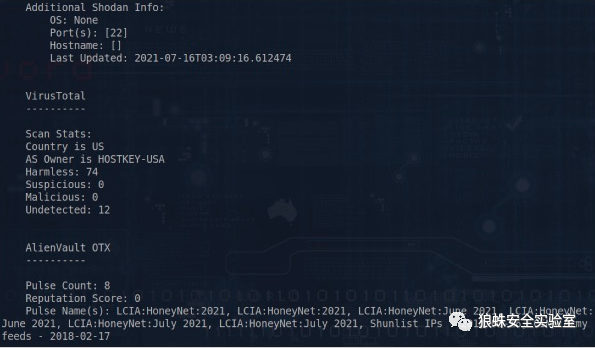 Additional Shodan Info:
OS: None
Port(s): [22]
Hostname: []
Last Updated: 2021-07-16T03:09:16.612474
VirusTotal
----------
Scan Stats:
Country is US
AS Owner is HOSTKEY-USA
Harmless: 74
Suspicious: 0
Malicious: 0
Undetected: 12
AlienVault OTX
----------
Pulse Count: 8
Reputation Score: 0
Pulse Name(s): LCIA:HoneyNet:2021, LCIA:HoneyNet:2021, LCIA:HoneyNet:June 2021, LCIA:HoneyNet:
June 2021, LCIA:HoneyNet:July 2021, LCIA:HoneyNet:July 2021, Shunlist IPs
feeds - 2018-02-17
狼蛛安全实验室